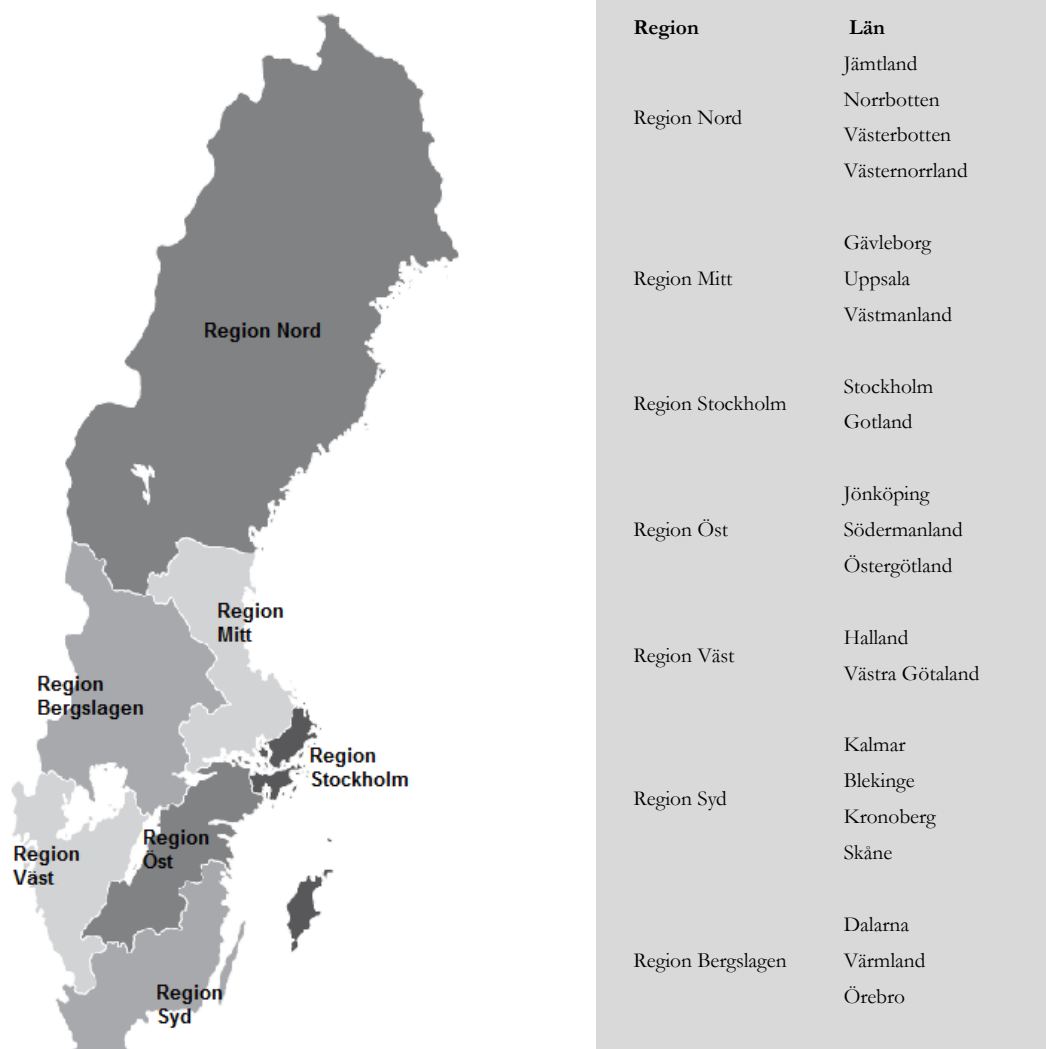 Region Nord
Region
Mitt
Region
Bergslagen
Region
Stockholm
Region
Öst
Region
Väst
Region
Syd
Region Län
Jämtland
Norrbotten
Region Nord
Västerbotten
Västernorrland
Gävleborg
Region Mitt Uppsala
Västmanland
Stockholm
Region Stockholm
Gotland
Jönköping
Region Öst Södermanland
Östergötland
Halland
Region Väst
Västra Götaland
Kalmar
Blekinge
Region Syd
Kronoberg
Skåne
Dalarna
Region Bergslagen Värmland
Örebro